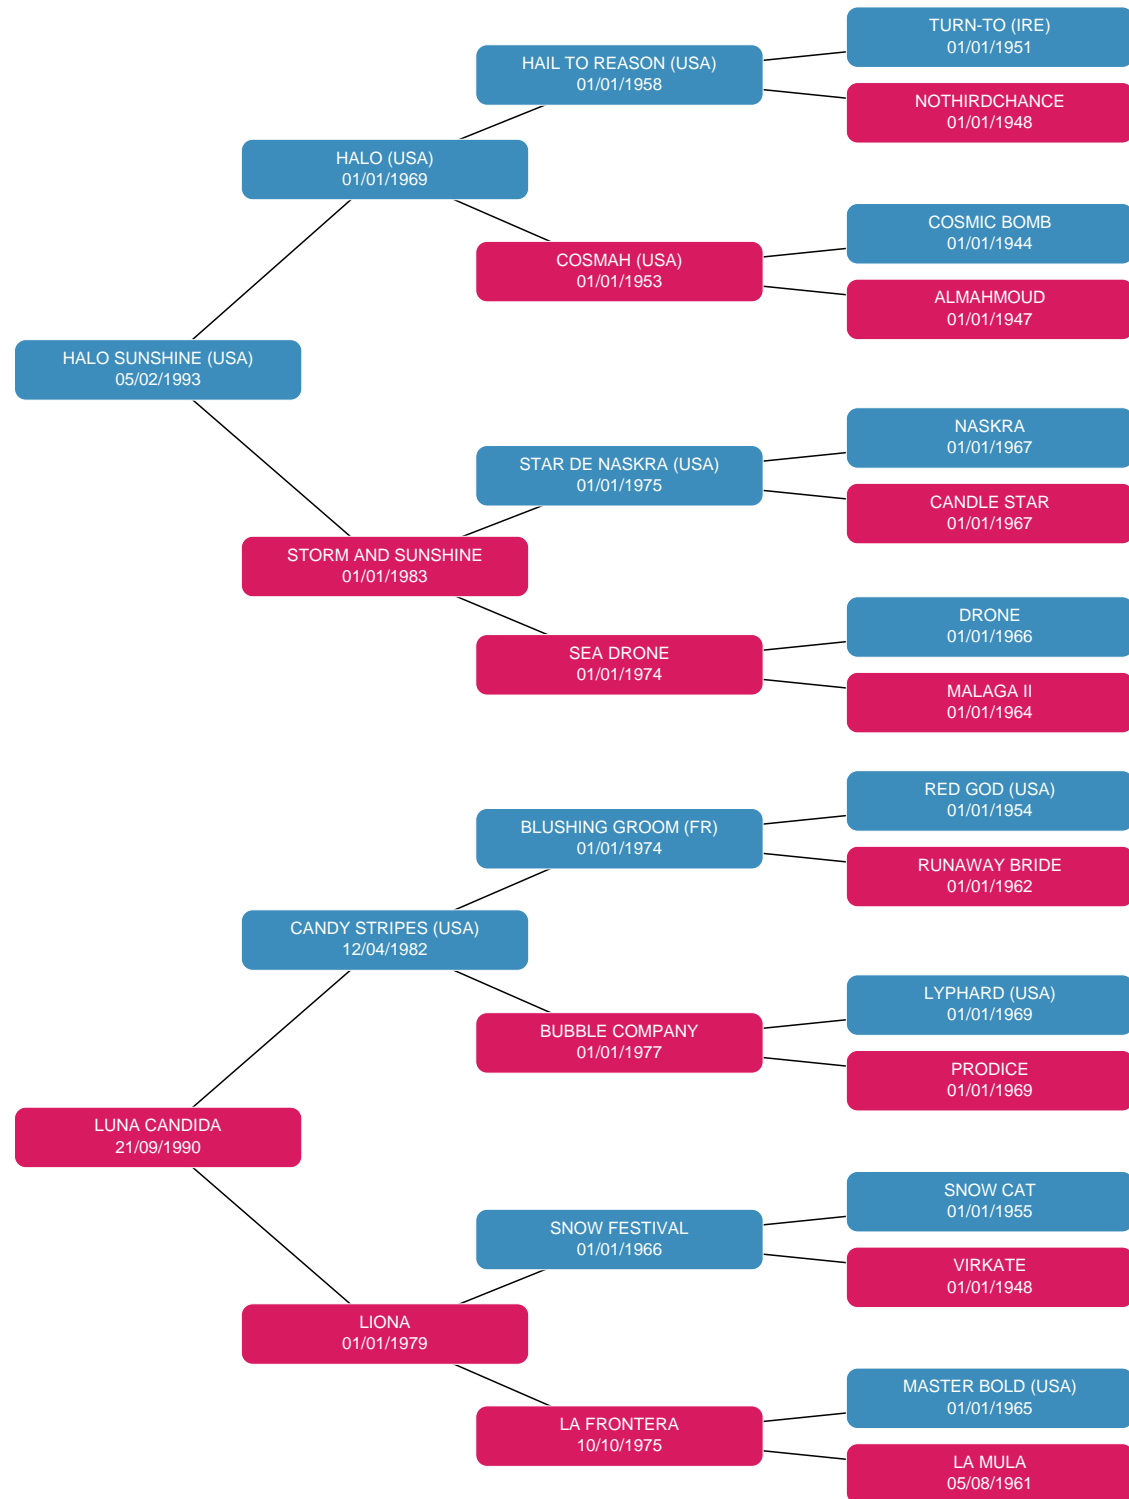 TURN-TO (IRE)
01/01/1951
HAIL TO REASON (USA)
01/01/1958
NOTHIRDCHANCE
01/01/1948
HALO (USA)
01/01/1969
COSMIC BOMB
01/01/1944
COSMAH (USA)
01/01/1953
ALMAHMOUD
01/01/1947
HALO SUNSHINE (USA)
05/02/1993
NASKRA
01/01/1967
STAR DE NASKRA (USA)
01/01/1975
CANDLE STAR
01/01/1967
STORM AND SUNSHINE
01/01/1983
DRONE
01/01/1966
SEA DRONE
01/01/1974
MALAGA II
01/01/1964
RED GOD (USA)
01/01/1954
BLUSHING GROOM (FR)
01/01/1974
RUNAWAY BRIDE
01/01/1962
CANDY STRIPES (USA)
12/04/1982
LYPHARD (USA)
01/01/1969
BUBBLE COMPANY
01/01/1977
PRODICE
01/01/1969
LUNA CANDIDA
21/09/1990
SNOW CAT
01/01/1955
SNOW FESTIVAL
01/01/1966
VIRKATE
01/01/1948
LIONA
01/01/1979
MASTER BOLD (USA)
01/01/1965
LA FRONTERA
10/10/1975
LA MULA
05/08/1961